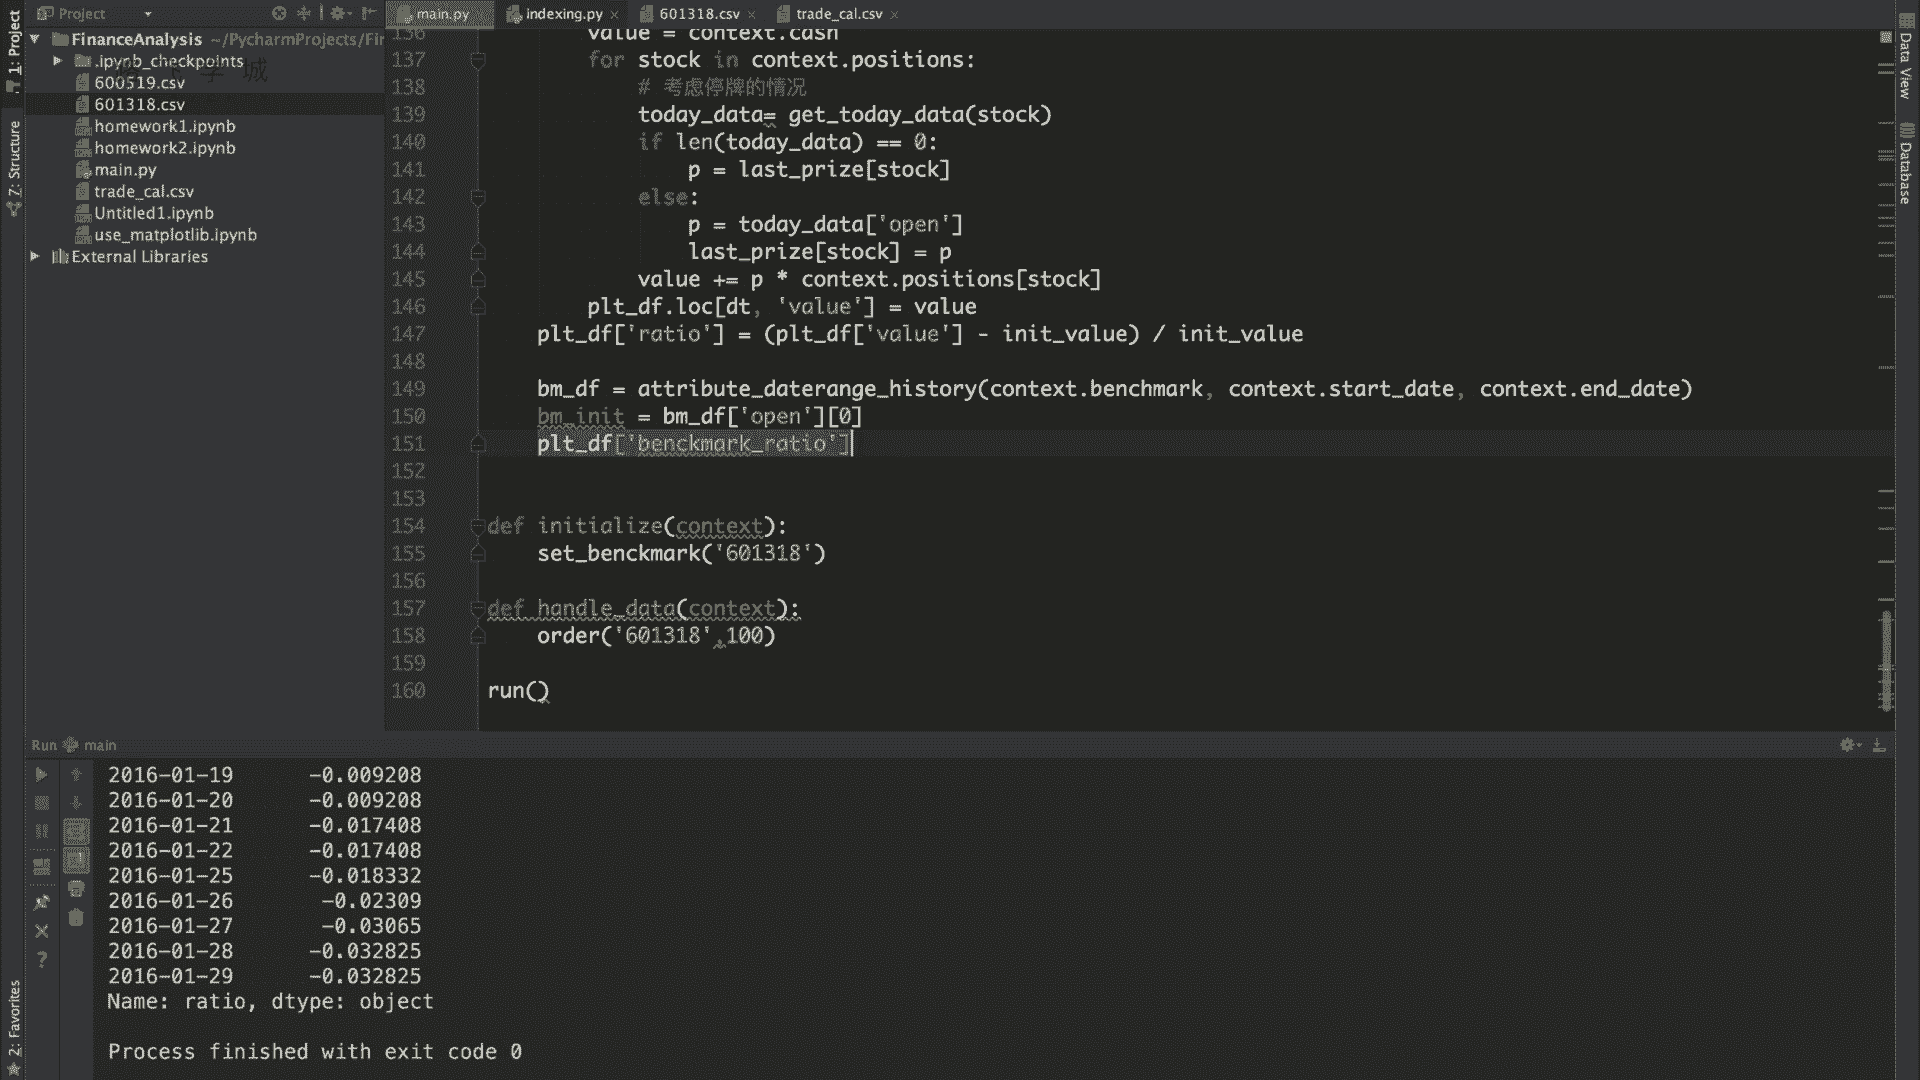 1: Project
Project
FinanceAnalysis ~/PycharmProjects/Fir
.ipynb_checkpoints
600519.csv
601318.csv
homework1.ipynb
homework2.ipynb
main.py
trade_cal.csv
Untitled1.ipynb
use_matplotlib.ipynb
External Libraries
Z: Structure
2: Favorites
main.py
indexing.py
601318.csv
trade_cal.csv
Data View
Database
136 value = context.cash
137 for stock in context.positions:
138 # 考虑停牌的情况
139 today_data= get_today_data(stock)
140 if len(today_data) == 0:
141 p = last_prize[stock]
142 else:
143 p = today_data['open']
144 last_prize[stock] = p
145 value += p * context.positions[stock]
146 plt_df.loc[dt, 'value'] = value
147 plt_df['ratio'] = (plt_df['value'] - init_value) / init_value
148
149 bm_df = attribute_daterange_history(context.benchmark, context.start_date, context.end_date)
150 bm_init = bm_df['open'][0]
151 plt_df['benckmark_ratio']
152
153
154 def initialize(context):
155 set_benckmark('601318')
156
157 def handle_data(context):
158 order('601318',100)
159
160 run()
Run main
2016-01-19 -0.009208
2016-01-20 -0.009208
2016-01-21 -0.017408
2016-01-22 -0.017408
2016-01-25 -0.018332
2016-01-26 -0.02309
2016-01-27 -0.03065
2016-01-28 -0.032825
2016-01-29 -0.032825
Name: ratio, dtype: object
Process finished with exit code 0